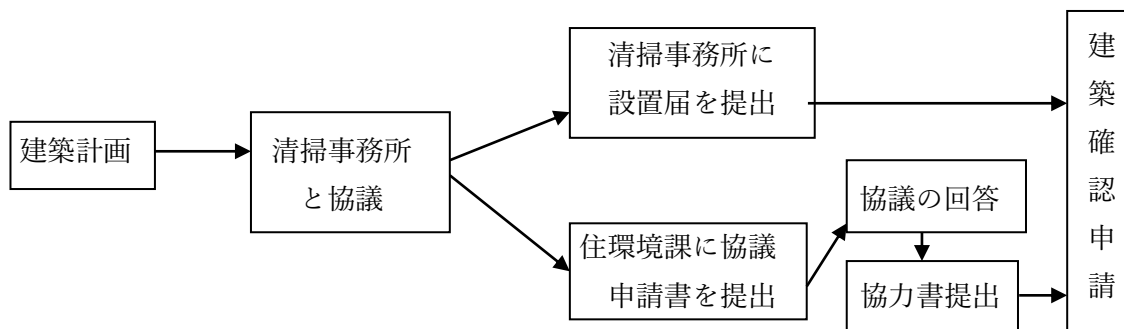 建築計画
清掃事務所
と協議
清掃事務所に
設置届を提出
住環境課に協議
申請書を提出
協議の回答
協力書提出
建築確認申請